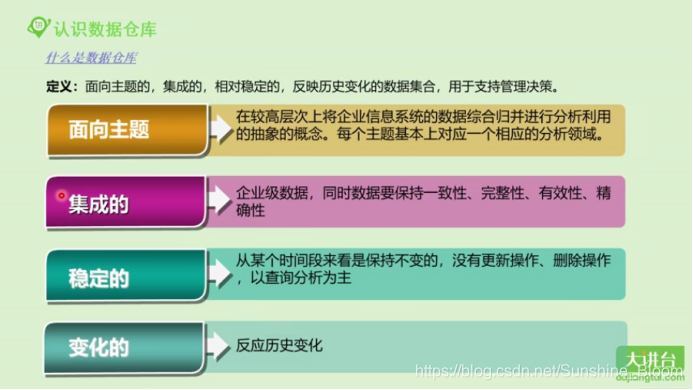 认识数据仓库
什么是数据仓库
定义：面向主题的，集成的，相对稳定的，反映历史变化的数据集合，用于支持管理决策。
面向主题
在较高层次上将企业信息系统的数据综合归并进行分析利用
的抽象的概念。每个主题基本上对应一个相应的分析领域。
集成的
企业级数据，同时数据要保持一致性、完整性、有效性、精
确性
稳定的
从某个时间段来看是保持不变的，没有更新操作、删除操作
，以查询分析为主
变化的
反应历史变化
大讲台
https://blog.csdn.net/Sunshine_Bloom